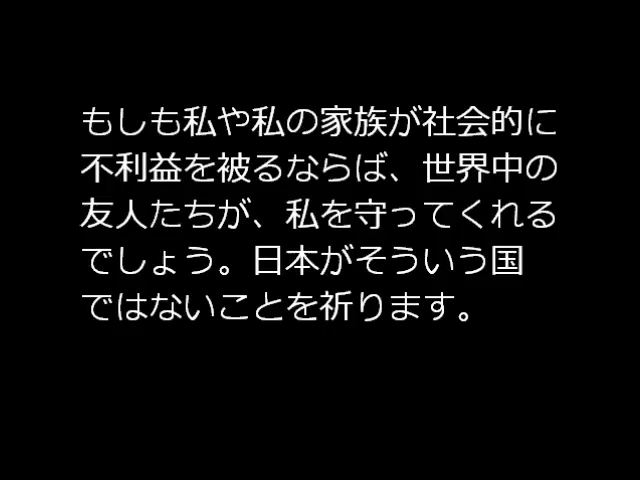 もしも私や私の家族が社会的に
不利益を被るならば、世界中の
友人たちが、私を守ってくれる
でしょう。日本がそういう国
ではないことを祈ります。